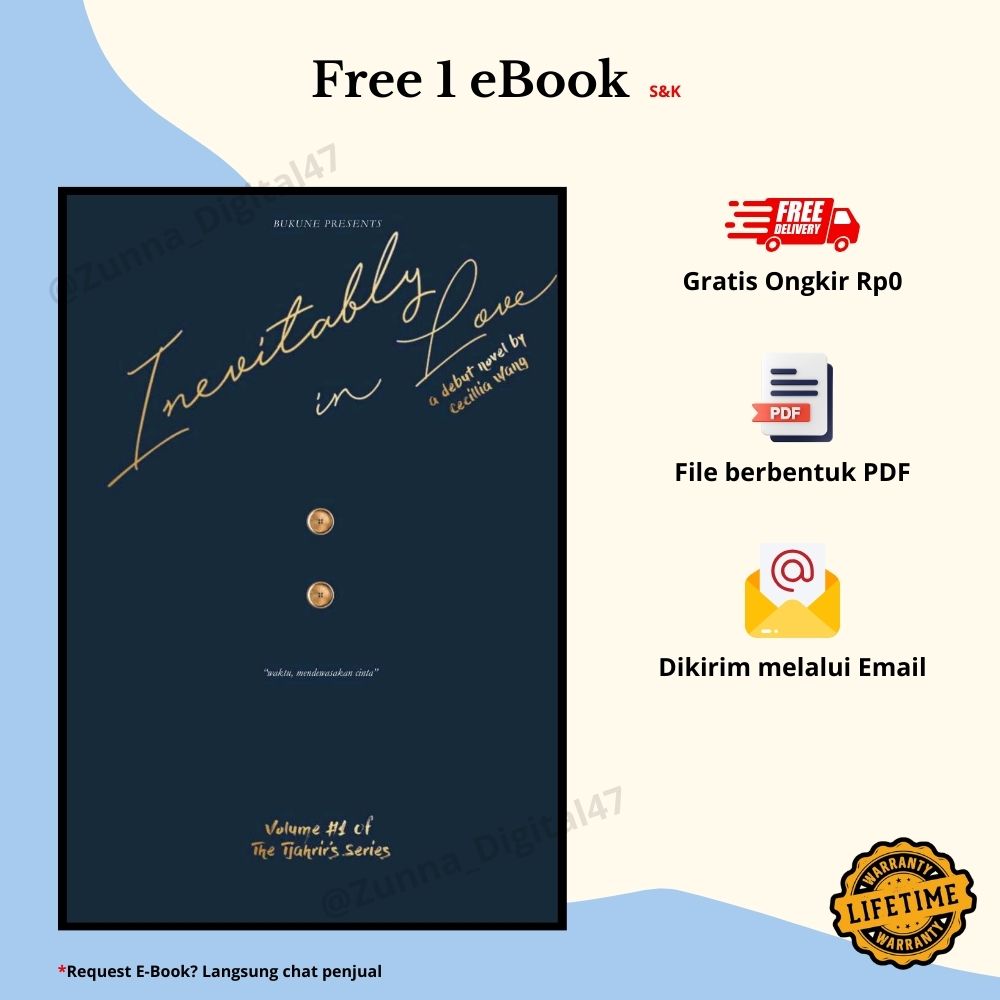 Free 1 eBook S&K
@Zunna_Digital47
BUKUNE PRESENTS
Inevitably
in Love
a debut novel by
cecillia wang
"waktu, mendewasakan cinta"
Volume #1 of
The Tjahrir's Series
@Zunna_Digital47
FREE
DELIVERY
Gratis Ongkir Rp0
PDF
File berbentuk PDF
@
Dikirim melalui Email
WARRANTY
LIFETIME
WARRANTY
*Request E-Book? Langsung chat penjual